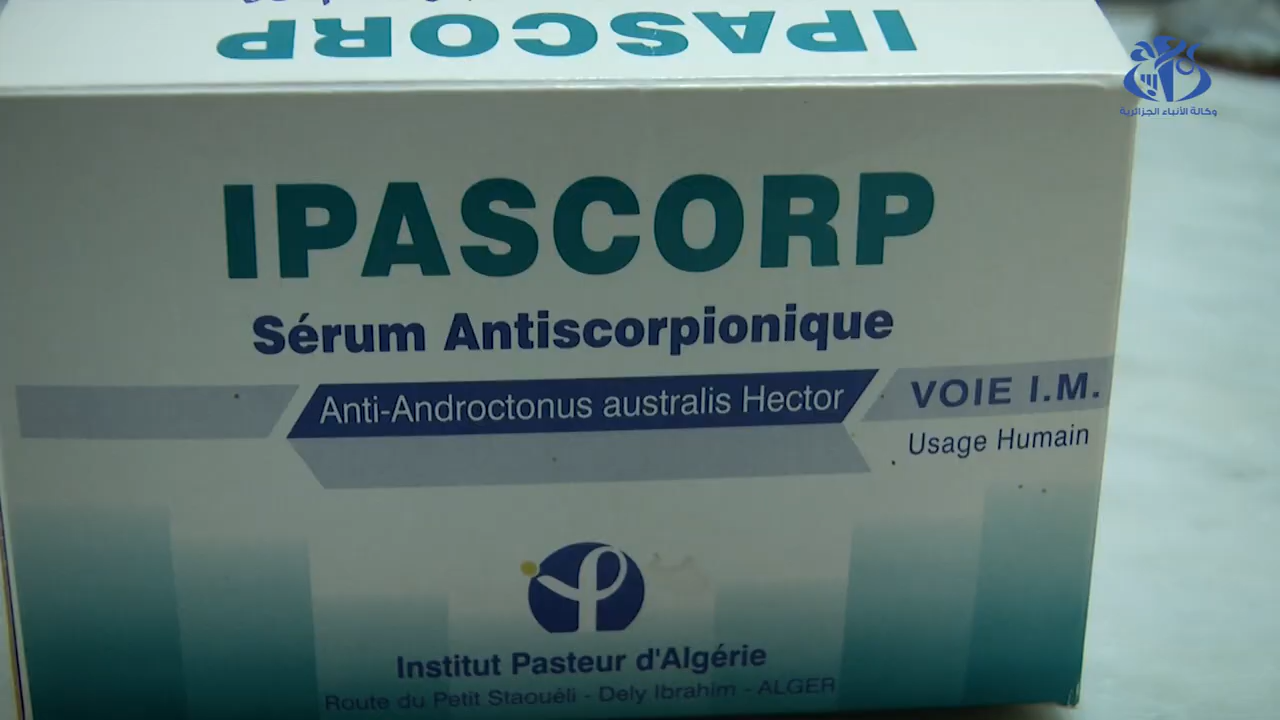 IPASCORP
وكالة الأنباء الجزائرية
IPASCORP
Sérum Antiscorpionique
Anti-Androctonus australis Hector
VOIE I.M.
Usage Humain
Institut Pasteur d'Algérie
Route du Petit Staouéli - Dely Ibrahim - ALGER